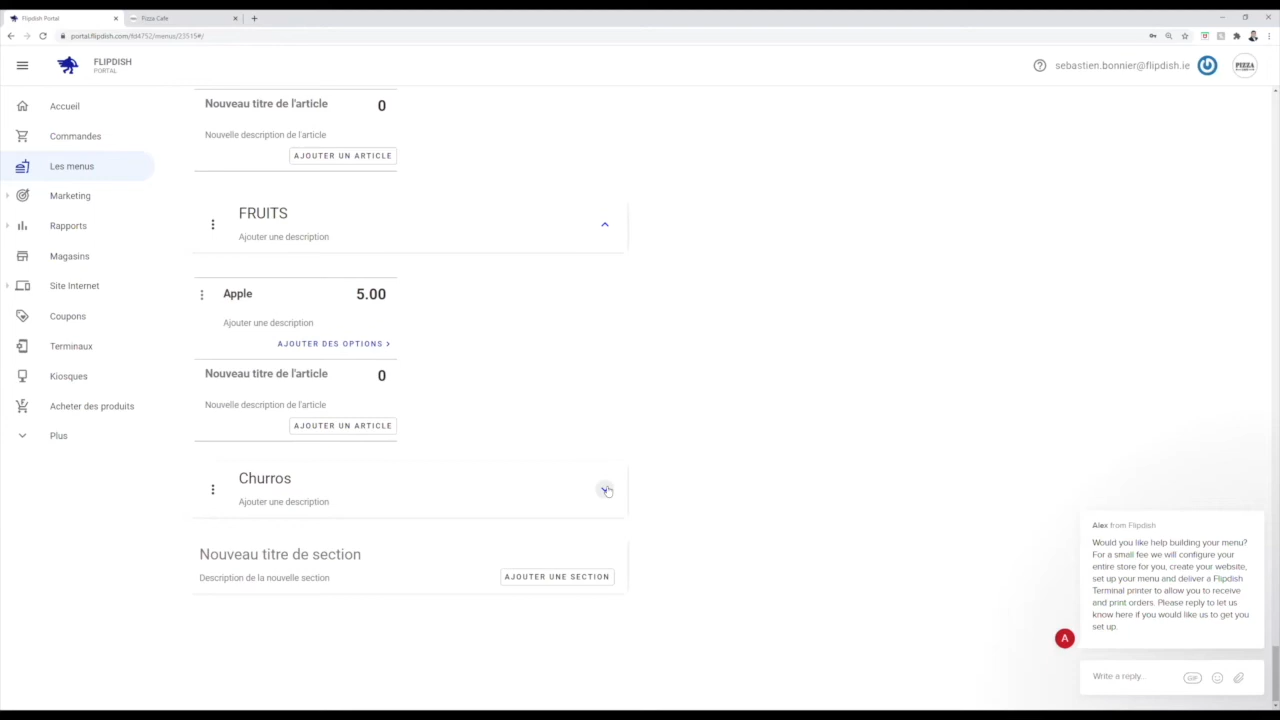 Flipdish Portal
Pizza Cafe
portal.flipdish.com/fd4752/menus/23515#/
FLIPDISH
PORTAL
sebastien.bonnier@flipdish.ie
PIZZA
Accueil
Commandes
Les menus
Marketing
Rapports
Magasins
Site Internet
Coupons
Terminaux
Kiosques
Acheter des produits
Plus
Nouveau titre de l'article 0
Nouvelle description de l'article
AJOUTER UN ARTICLE
FRUITS
Ajouter une description
Apple 5.00
Ajouter une description
AJOUTER DES OPTIONS >
Nouveau titre de l'article 0
Nouvelle description de l'article
AJOUTER UN ARTICLE
Churros
Ajouter une description
Nouveau titre de section
Description de la nouvelle section
AJOUTER UNE SECTION
Alex from Flipdish
Would you like help building your menu?
For a small fee we will configure your
entire store for you, create your website,
set up your menu and deliver a Flipdish
Terminal printer to allow you to receive
and print orders. Please reply to let us
know here if you would like us to get you
set up.
A
Write a reply...
GIF